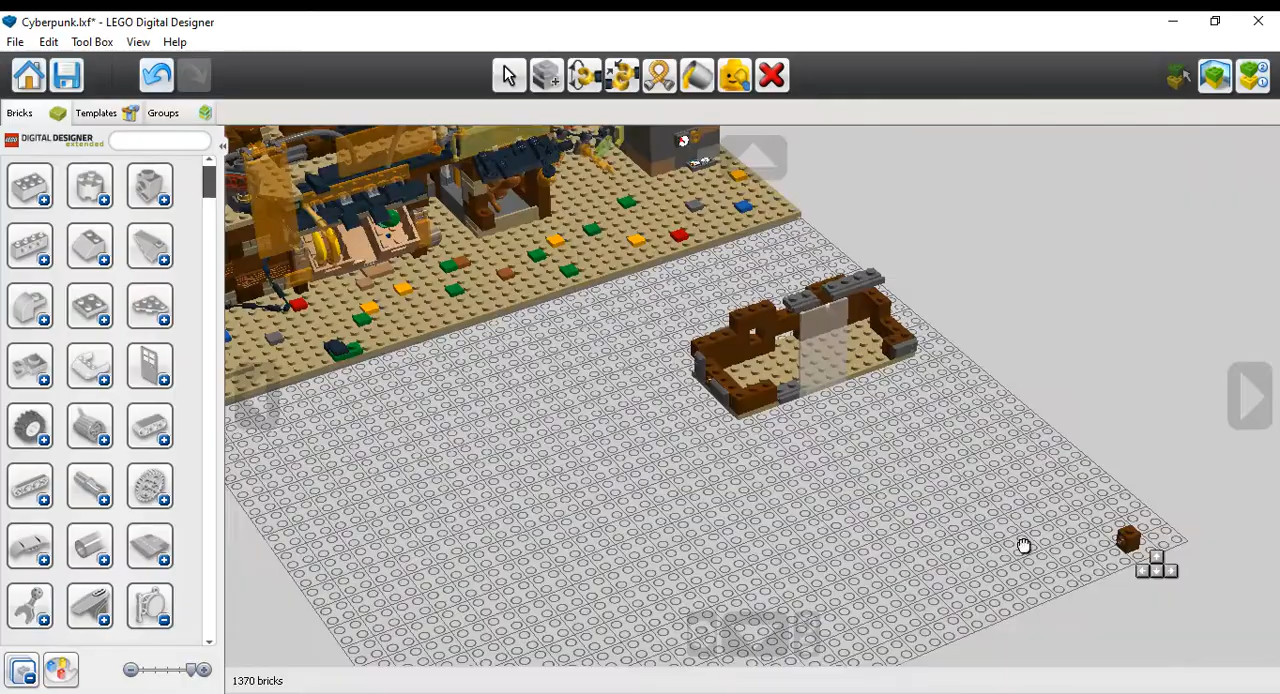 Cyberpunk.lxf* - LEGO Digital Designer
File Edit Tool Box View Help
Bricks Templates Groups
LEGO DIGITAL DESIGNER
extended
1370 bricks